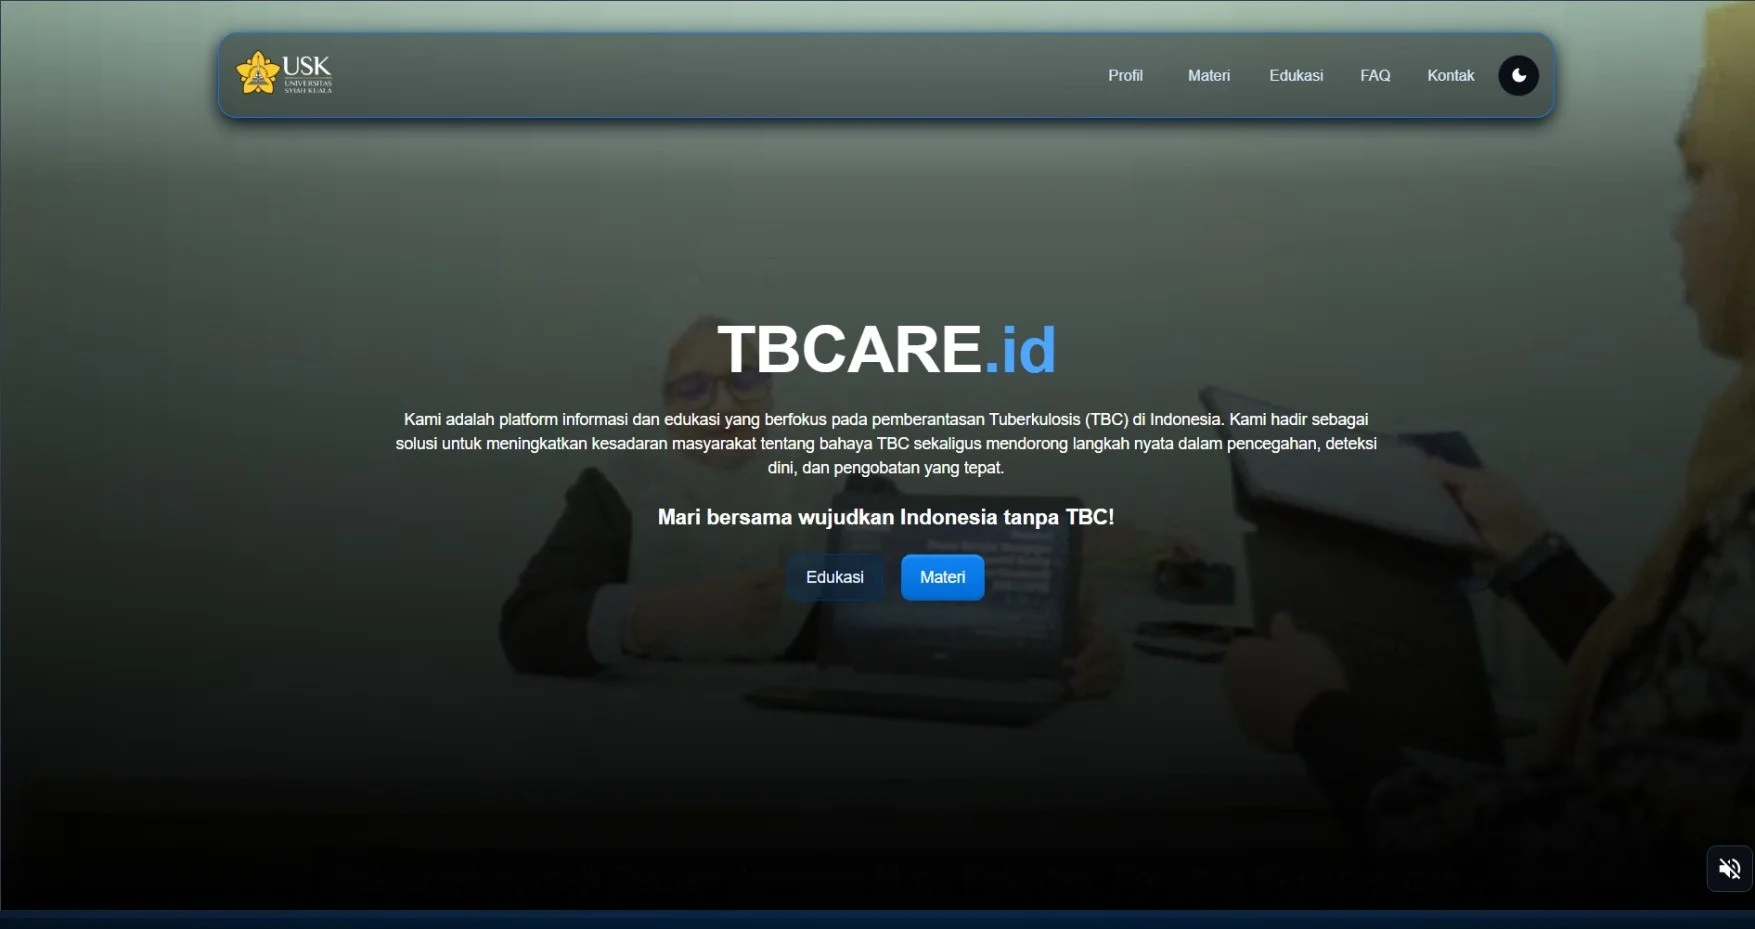 USK
UNIVERSITAS
SYIAH KUALA
Profil
Materi
Edukasi
FAQ
Kontak
TBCARE.id
Kami adalah platform informasi dan edukasi yang berfokus pada pemberantasan Tuberkulosis (TBC) di Indonesia. Kami hadir sebagai
solusi untuk meningkatkan kesadaran masyarakat tentang bahaya TBC sekaligus mendorong langkah nyata dalam pencegahan, deteksi
dini, dan pengobatan yang tepat.
Mari bersama wujudkan Indonesia tanpa TBC!
Edukasi
Materi